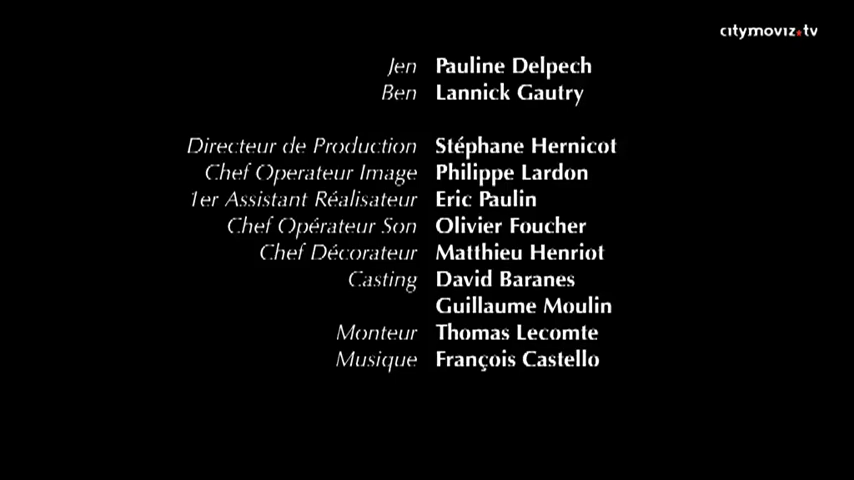 citymoviz.tv
Jen Pauline Delpech
Ben Lannick Gautry
Directeur de Production Stéphane Hernicot
Chef Operateur Image Philippe Lardon
1er Assistant Réalisateur Eric Paulin
Chef Opérateur Son Olivier Foucher
Chef Décorateur Matthieu Henriot
Casting David Baranes
Guillaume Moulin
Monteur Thomas Lecomte
Musique François Castello